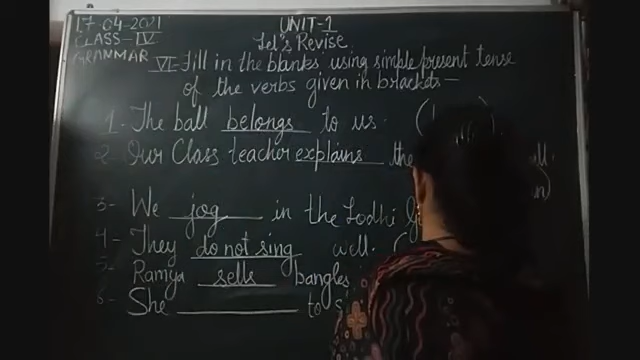 17-04-2021
UNIT-1
CLASS-IV
Let's Revise
GRAMMAR
VI-Fill in the blanks using simple present tense
of the verbs given in brackets-
1- The ball belongs to us. (
2- Our Class teacher explains the
3- We jog in the Lodhi
4- They do not sing well. (
5- Ramya sells bangles
6- She ________ to